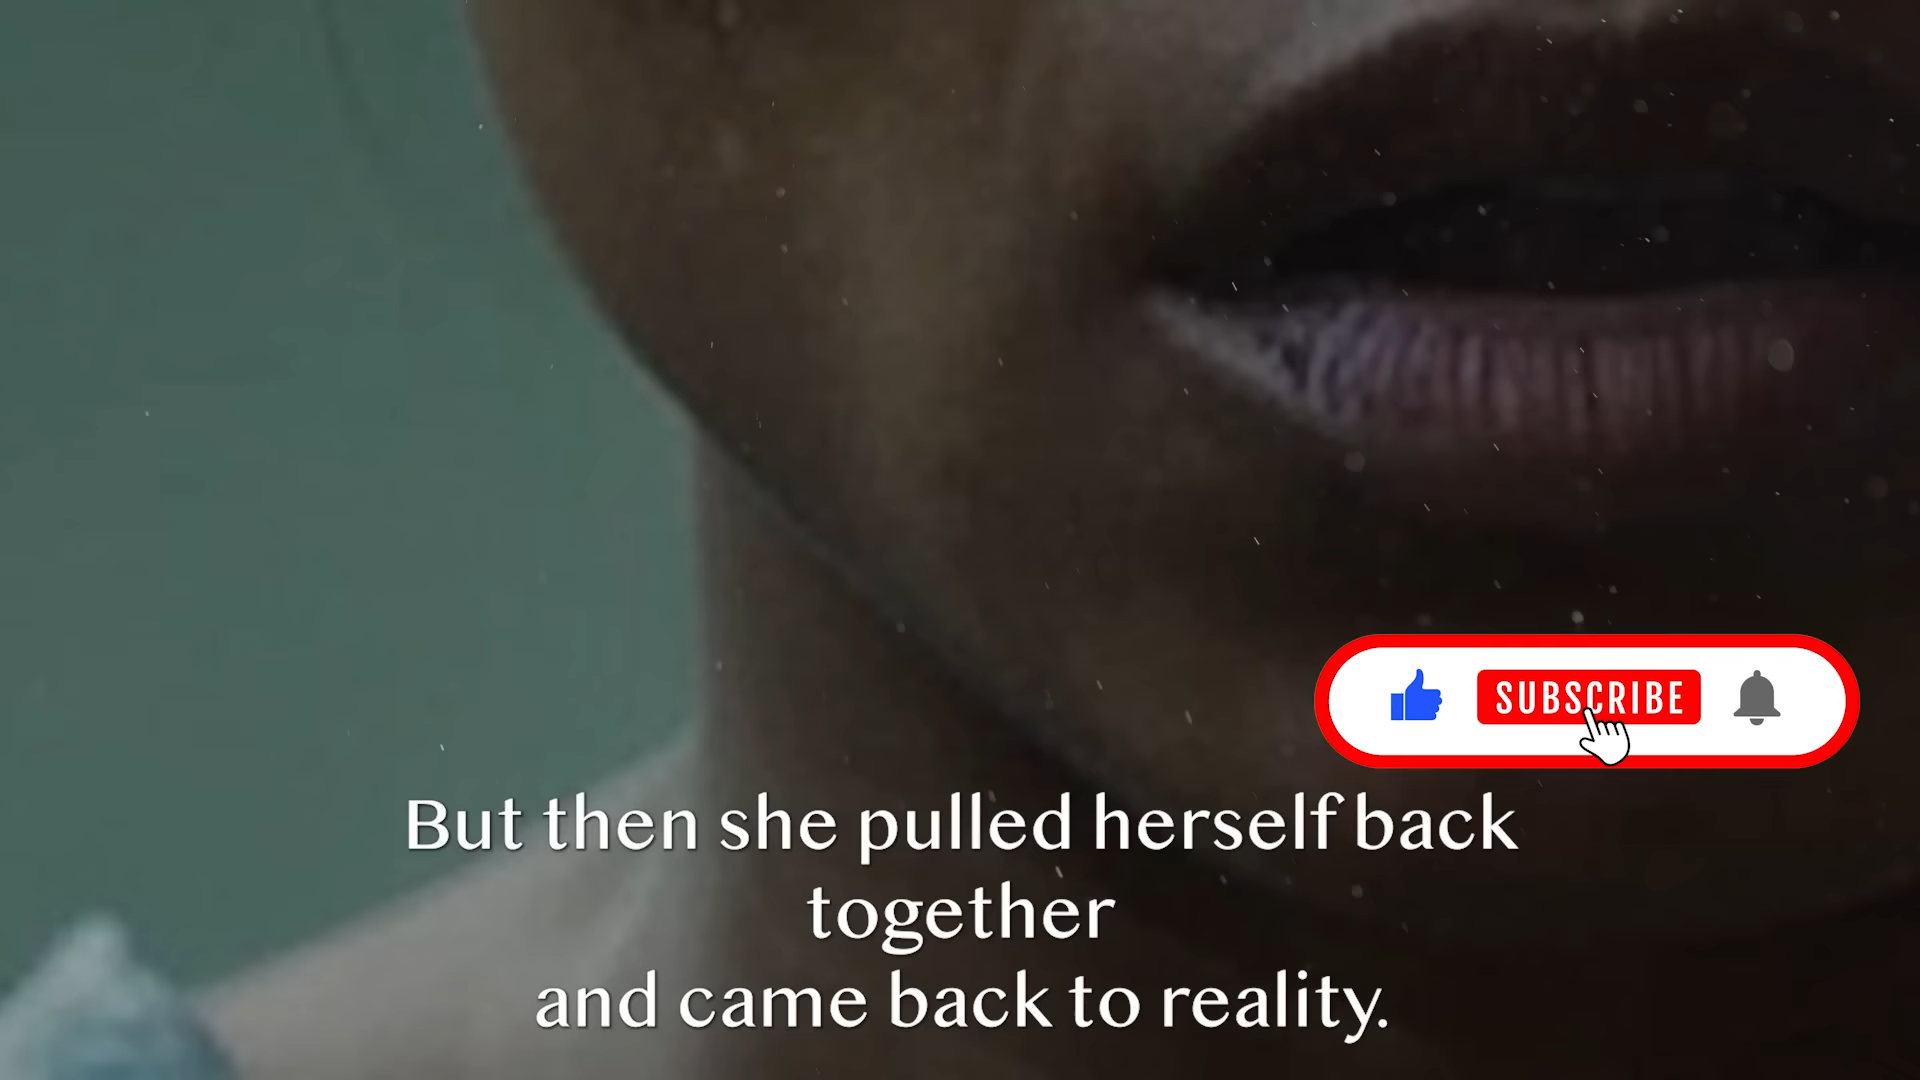 SUBSCRIBE
But then she pulled herself back
together
and came back to reality.